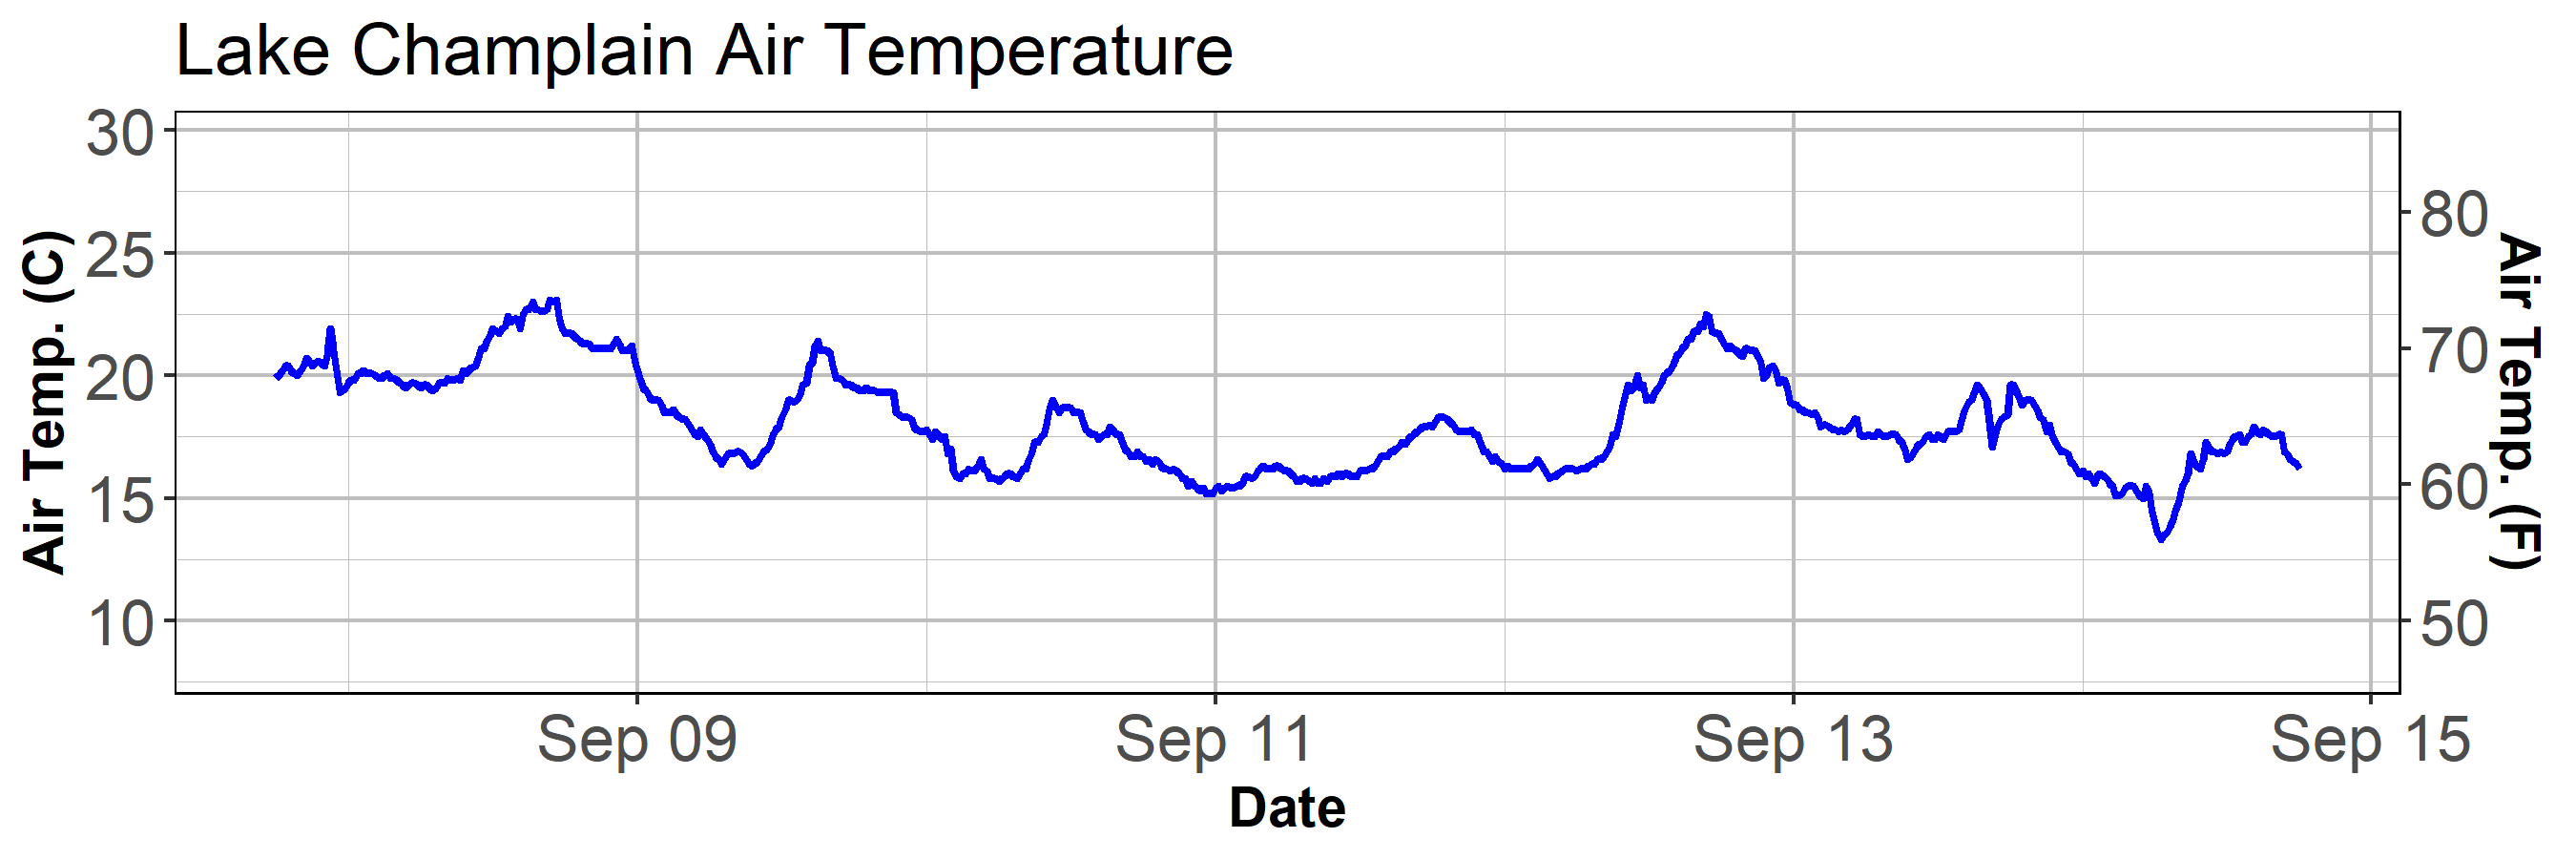 Lake Champlain Air Temperature
Air Temp. (C)
30
25
20
15
10
80
70
60
50
Air Temp. (F)
Sep 09
Sep 11
Sep 13
Sep 15
Date